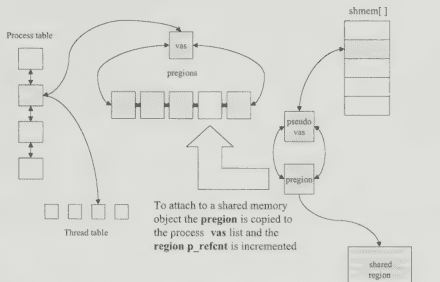 shmem[ ]
Process table
vas
pregions
pseudo
vas
pregion
To attach to a shared memory
object the pregion is copied to
the process vas list and the
region p_refcnt is incremented
Thread table
shared
region